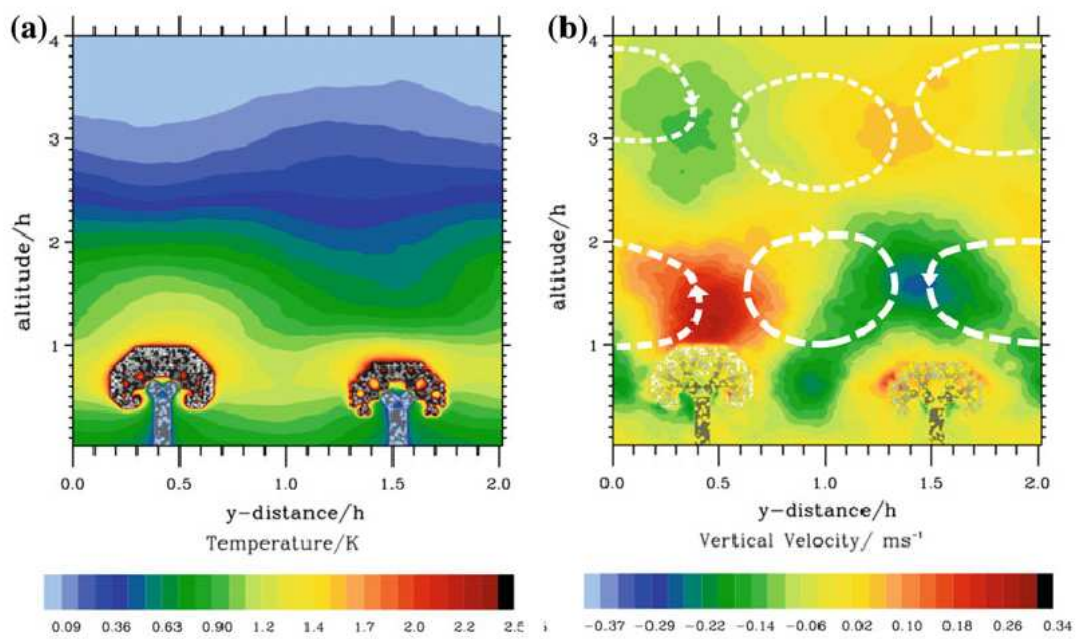 (a)
(b)
4
3
2
1
altitude/h
0.0 0.5 1.0 1.5 2.0
y-distance/h
Temperature/K
0.09 0.36 0.63 0.90 1.2 1.4 1.7 2.0 2.2
4
3
2
1
altitude/h
0.0 0.5 1.0 1.5 2.0
y-distance/h
Vertical Velocity/ ms⁻¹
-0.37 -0.29 -0.22 -0.14 -0.06 0.02 0.10 0.18 0.26 0.34